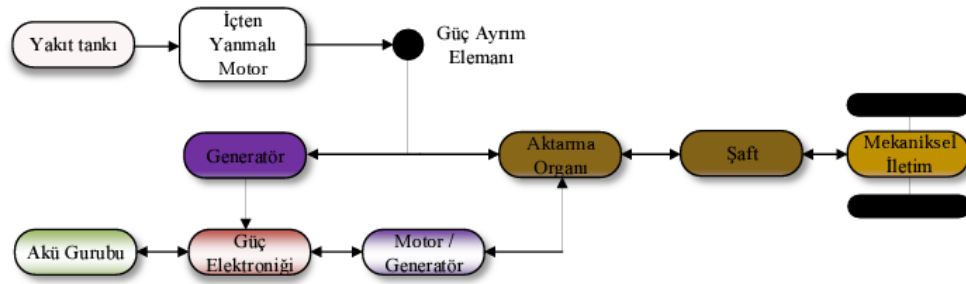 Yakıt tankı
İçten
Yanmalı
Motor
Güç Ayrım
Elemanı
Generatör
Aktarma
Organı
Şaft
Mekaniksel
İletim
Akü Gurubu
Güç
Elektroniği
Motor /
Generatör